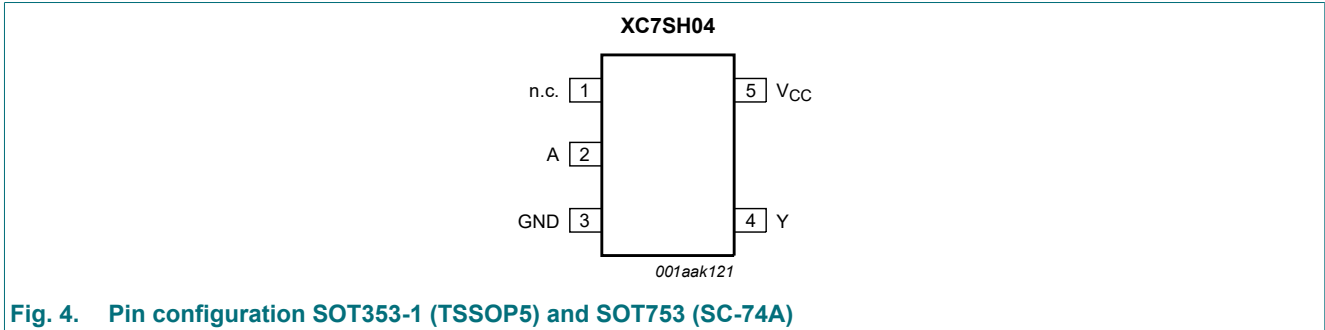 XC7SH04
n.c. 1 5 VCC
A 2
GND 3 4 Y
001aak121
Fig. 4. Pin configuration SOT353-1 (TSSOP5) and SOT753 (SC-74A)